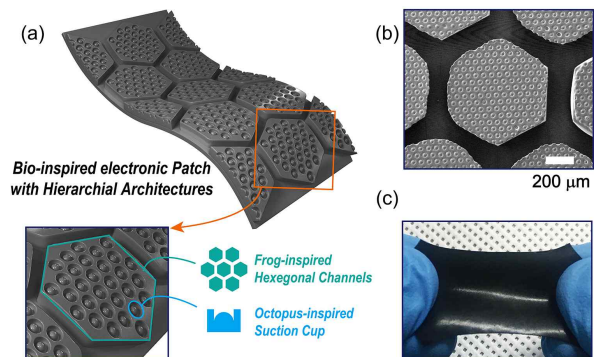 (a)
Bio-inspired electronic Patch
with Hierarchial Architectures
Frog-inspired
Hexegonal Channels
Octopus-inspired
Suction Cup
(b)
200 μm
(c)